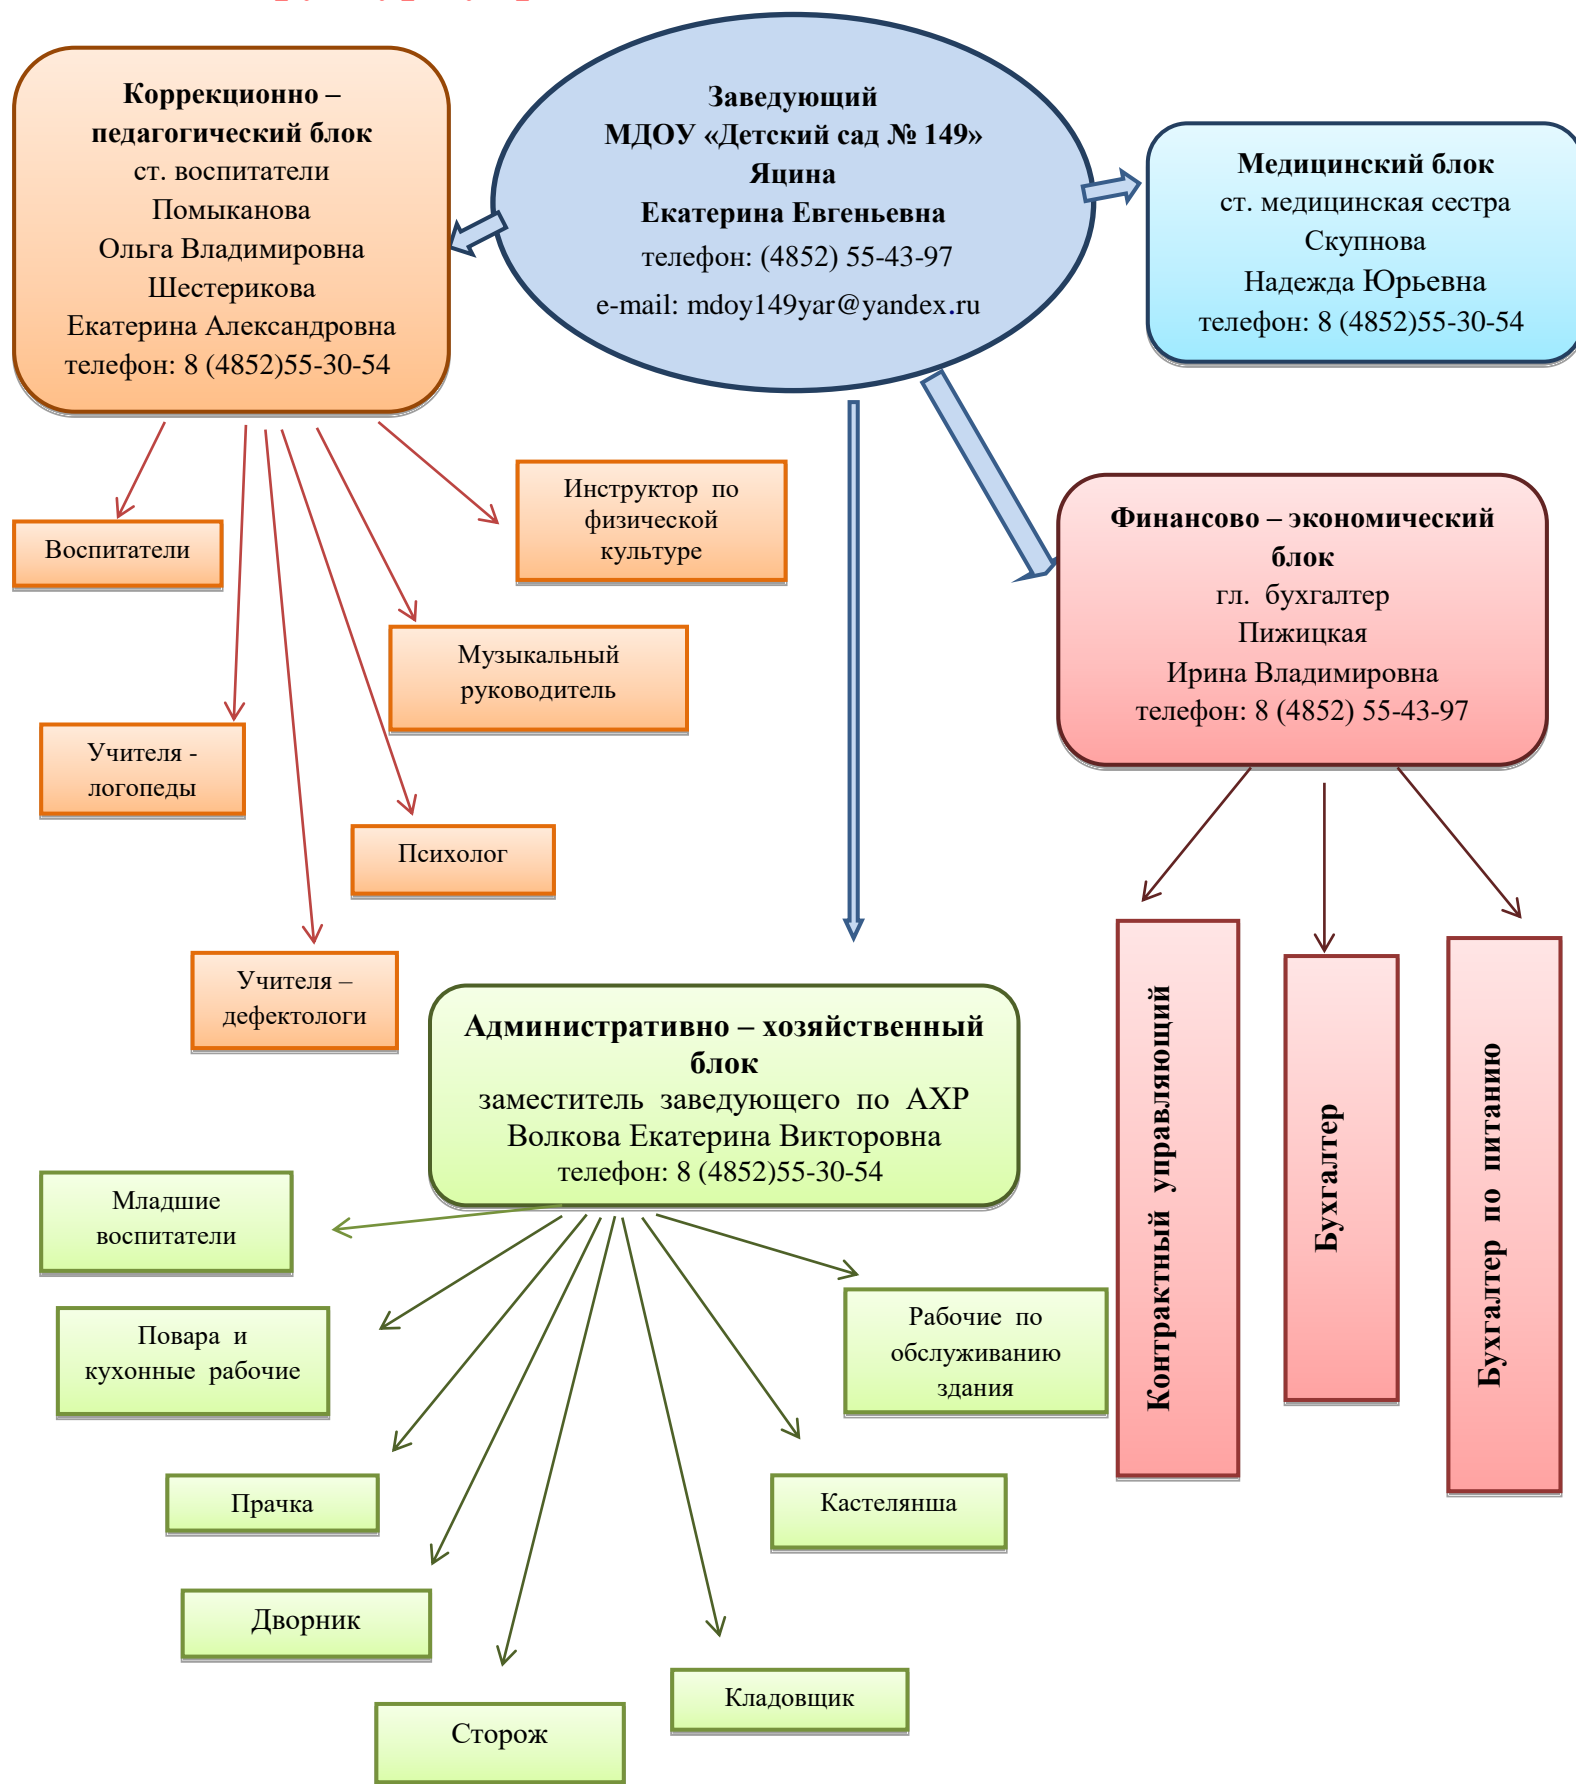 Заведующий
МДОУ «Детский сад № 149»
Яцина
Екатерина Евгеньевна
телефон: (4852) 55-43-97
e-mail: mdoy149yar@yandex.ru
Коррекционно –
педагогический блок
ст. воспитатели
Помыканова
Ольга Владимировна
Шестерикова
Екатерина Александровна
телефон: 8 (4852)55-30-54
Медицинский блок
ст. медицинская сестра
Скупнова
Надежда Юрьевна
телефон: 8 (4852)55-30-54
Инструктор по
физической
культуре
Воспитатели
Музыкальный
руководитель
Учителя -
логопеды
Психолог
Учителя –
дефектологи
Финансово – экономический
блок
гл. бухгалтер
Пижицкая
Ирина Владимировна
телефон: 8 (4852) 55-43-97
Контрактный управляющий
Бухгалтер
Бухгалтер по питанию
Административно – хозяйственный
блок
заместитель заведующего по АХР
Волкова Екатерина Викторовна
телефон: 8 (4852)55-30-54
Младшие
воспитатели
Повара и
кухонные рабочие
Рабочие по
обслуживанию
здания
Прачка
Кастелянша
Дворник
Кладовщик
Сторож